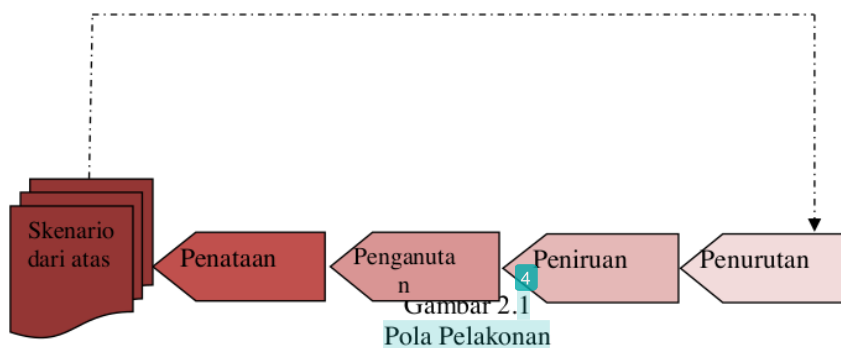 Skenario
dari atas
Penataan
Penganuta
n
Peniruan
Penurutan
4
Gambar 2.1
Pola Pelakonan